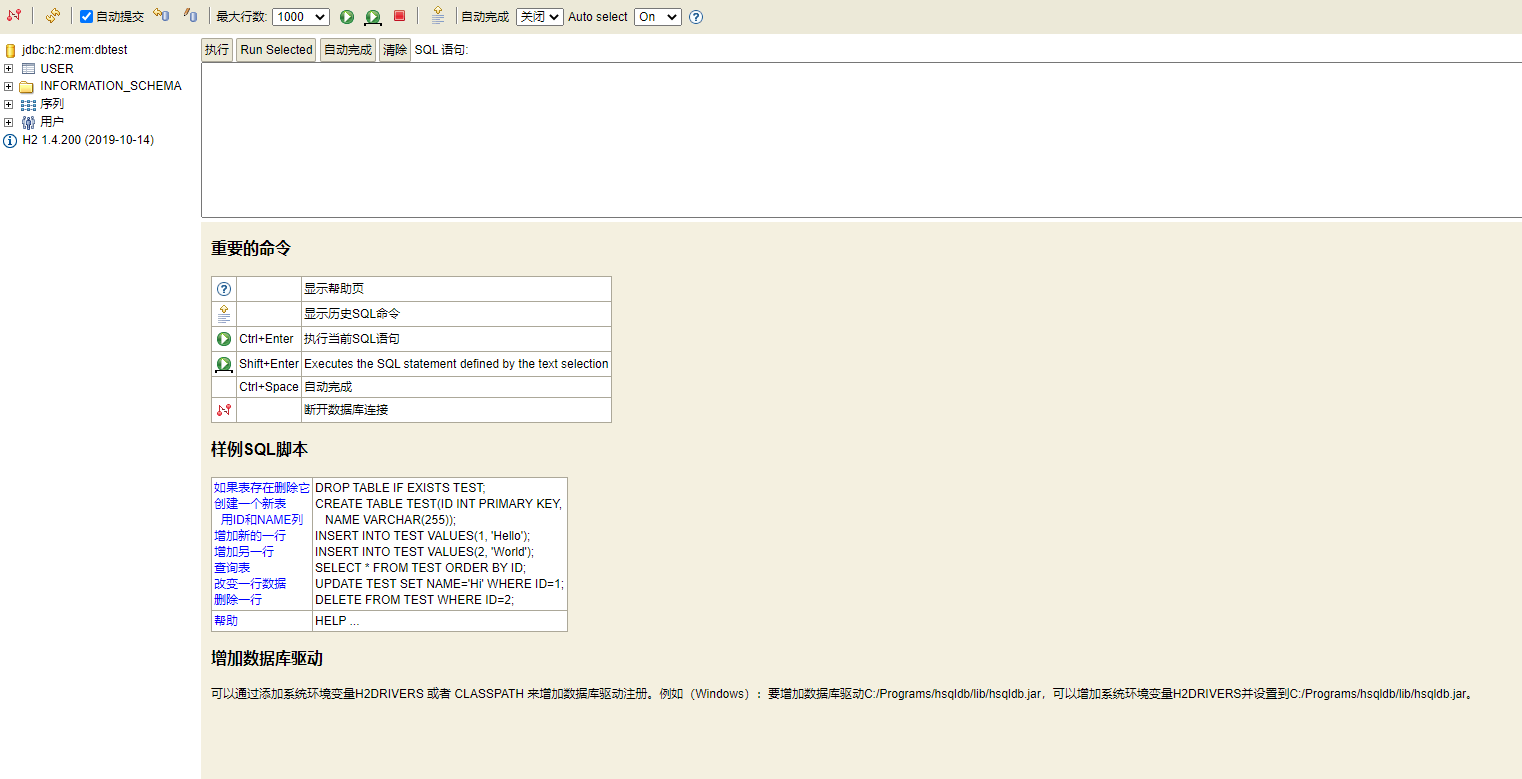 自动提交 最大行数: 1000 自动完成 关闭 Auto select On
jdbc:h2:mem:dbtest
USER
INFORMATION_SCHEMA
序列
用户
H2 1.4.200 (2019-10-14)
执行 Run Selected 自动完成 清除 SQL 语句:
重要的命令
显示帮助页
显示历史SQL命令
Ctrl+Enter 执行当前SQL语句
Shift+Enter Executes the SQL statement defined by the text selection
Ctrl+Space 自动完成
断开数据库连接
样例SQL脚本
如果表存在删除它 DROP TABLE IF EXISTS TEST;
创建一个新表 CREATE TABLE TEST(ID INT PRIMARY KEY,
用ID和NAME列 NAME VARCHAR(255));
增加新的一行 INSERT INTO TEST VALUES(1, 'Hello');
增加另一行 INSERT INTO TEST VALUES(2, 'World');
查询表 SELECT * FROM TEST ORDER BY ID;
改变一行数据 UPDATE TEST SET NAME='Hi' WHERE ID=1;
删除一行 DELETE FROM TEST WHERE ID=2;
帮助 HELP ...
增加数据库驱动
可以通过添加系统环境变量H2DRIVERS 或者 CLASSPATH 来增加数据库驱动注册。例如（Windows）：要增加数据库驱动C:/Programs/hsqldb/lib/hsqldb.jar，可以增加系统环境变量H2DRIVERS并设置到C:/Programs/hsqldb/lib/hsqldb.jar。